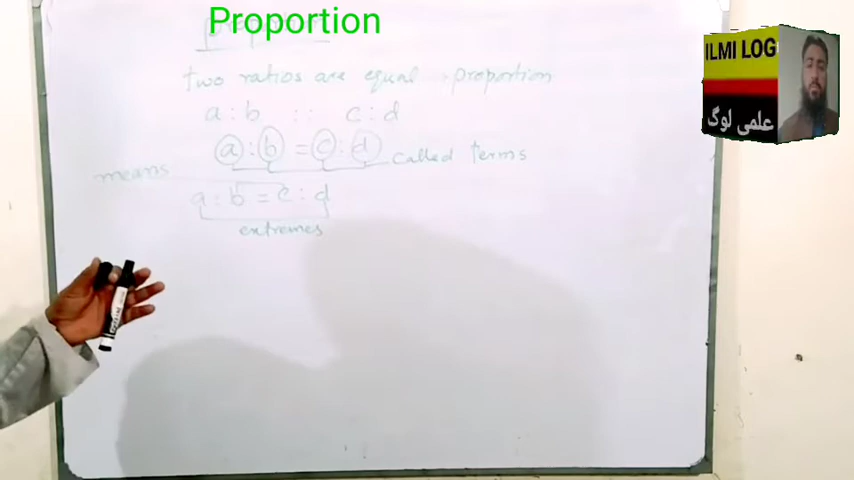 Proportion
ILMI LOG
علمی لوگ
two ratios are equal proportion
a : b :: c : d
a : b = c : d called terms
means
a : b = c : d
extremes